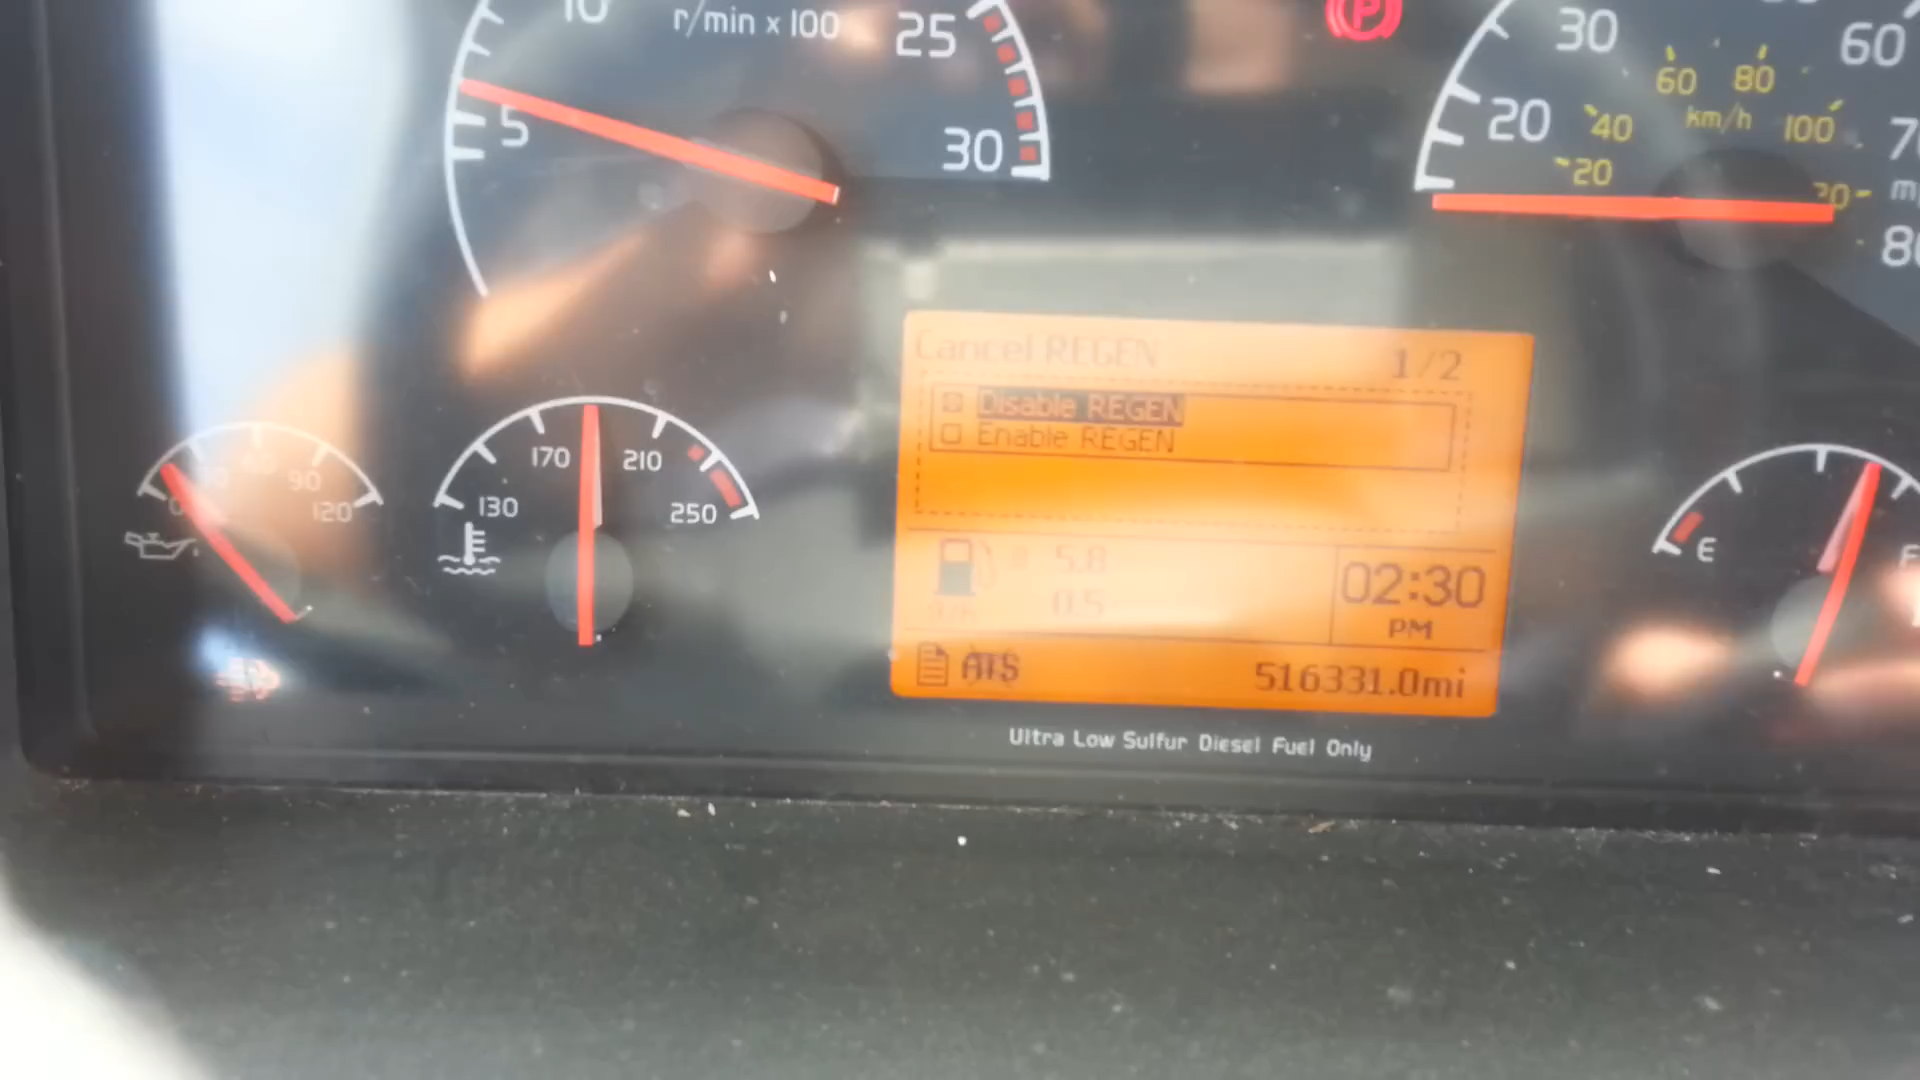 10
r/min x 100
25
5
30
P
30
60
20
60 80
40
km/h
100
20
80
Cancel REGEN
1/2
Disable REGEN
Enable REGEN
5.8
0.5
02:30
PM
ATS
516331.0mi
Ultra Low Sulfur Diesel Fuel Only
0
90
120
130
170
210
250
E